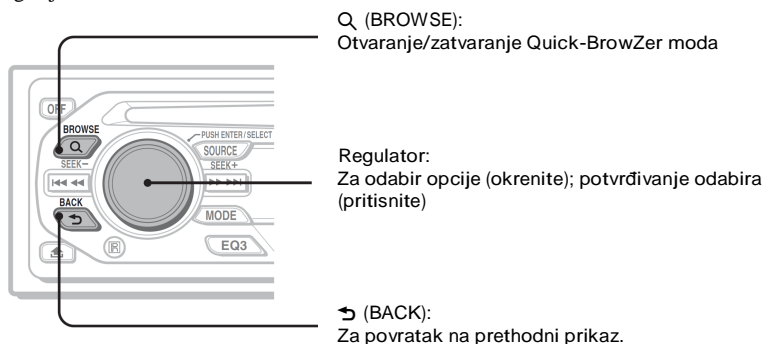 Q (BROWSE):
Otvaranje/zatvaranje Quick-BrowZer moda
OFF
BROWSE
PUSH ENTER / SELECT
SOURCE
SEEK–
SEEK+
Regulator:
Za odabir opcije (okrenite); potvrđivanje odabira
(pritisnite)
BACK
MODE
R
EQ3
(BACK):
Za povratak na prethodni prikaz.